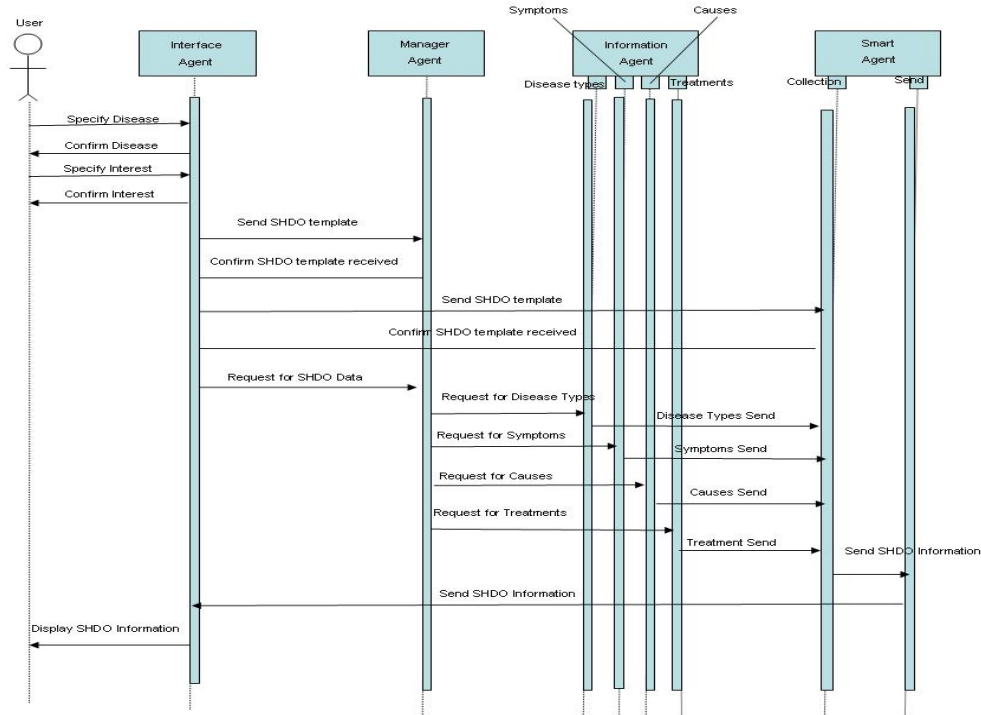 Symptoms
Causes
User
Interface
Agent
Manager
Agent
Information
Agent
Smart
Agent
Disease types
Treatments
Collection
Send
Specify Disease
Confirm Disease
Specify Interest
Confirm Interest
Send SHDO template
Confirm SHDO template received
Send SHDO template
Confirm SHDO template received
Request for SHDO Data
Request for Disease Types
Disease Types Send
Request for Symptoms
Symptoms Send
Request for Causes
Causes Send
Request for Treatments
Treatment Send
Send SHDO Information
Send SHDO Information
Display SHDO Information